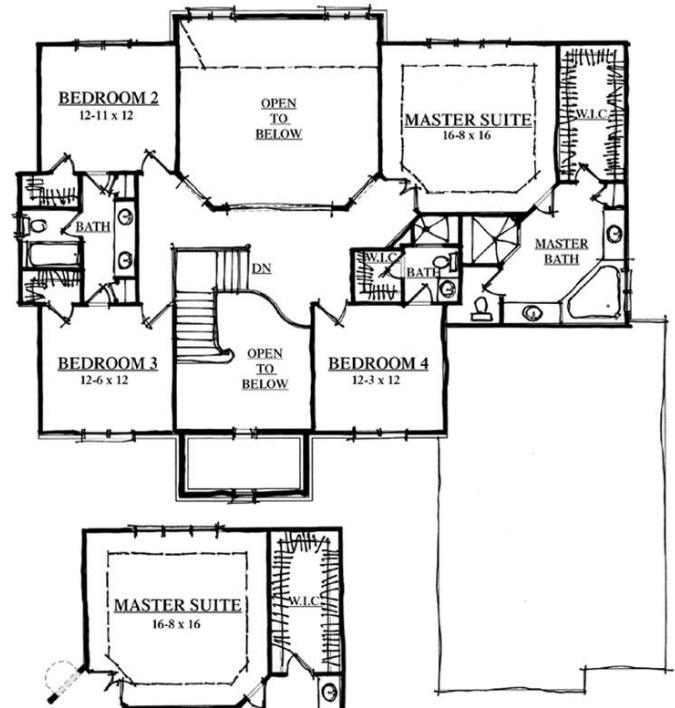 BEDROOM 2
12-11 x 12
OPEN
TO
BELOW
MASTER SUITE
16-8 x 16
W.I.C.
BATH
MASTER
BATH
W.I.C
BATH
DN
BEDROOM 3
12-6 x 12
OPEN
TO
BELOW
BEDROOM 4
12-3 x 12
MASTER SUITE
16-8 x 16
W.I.C.